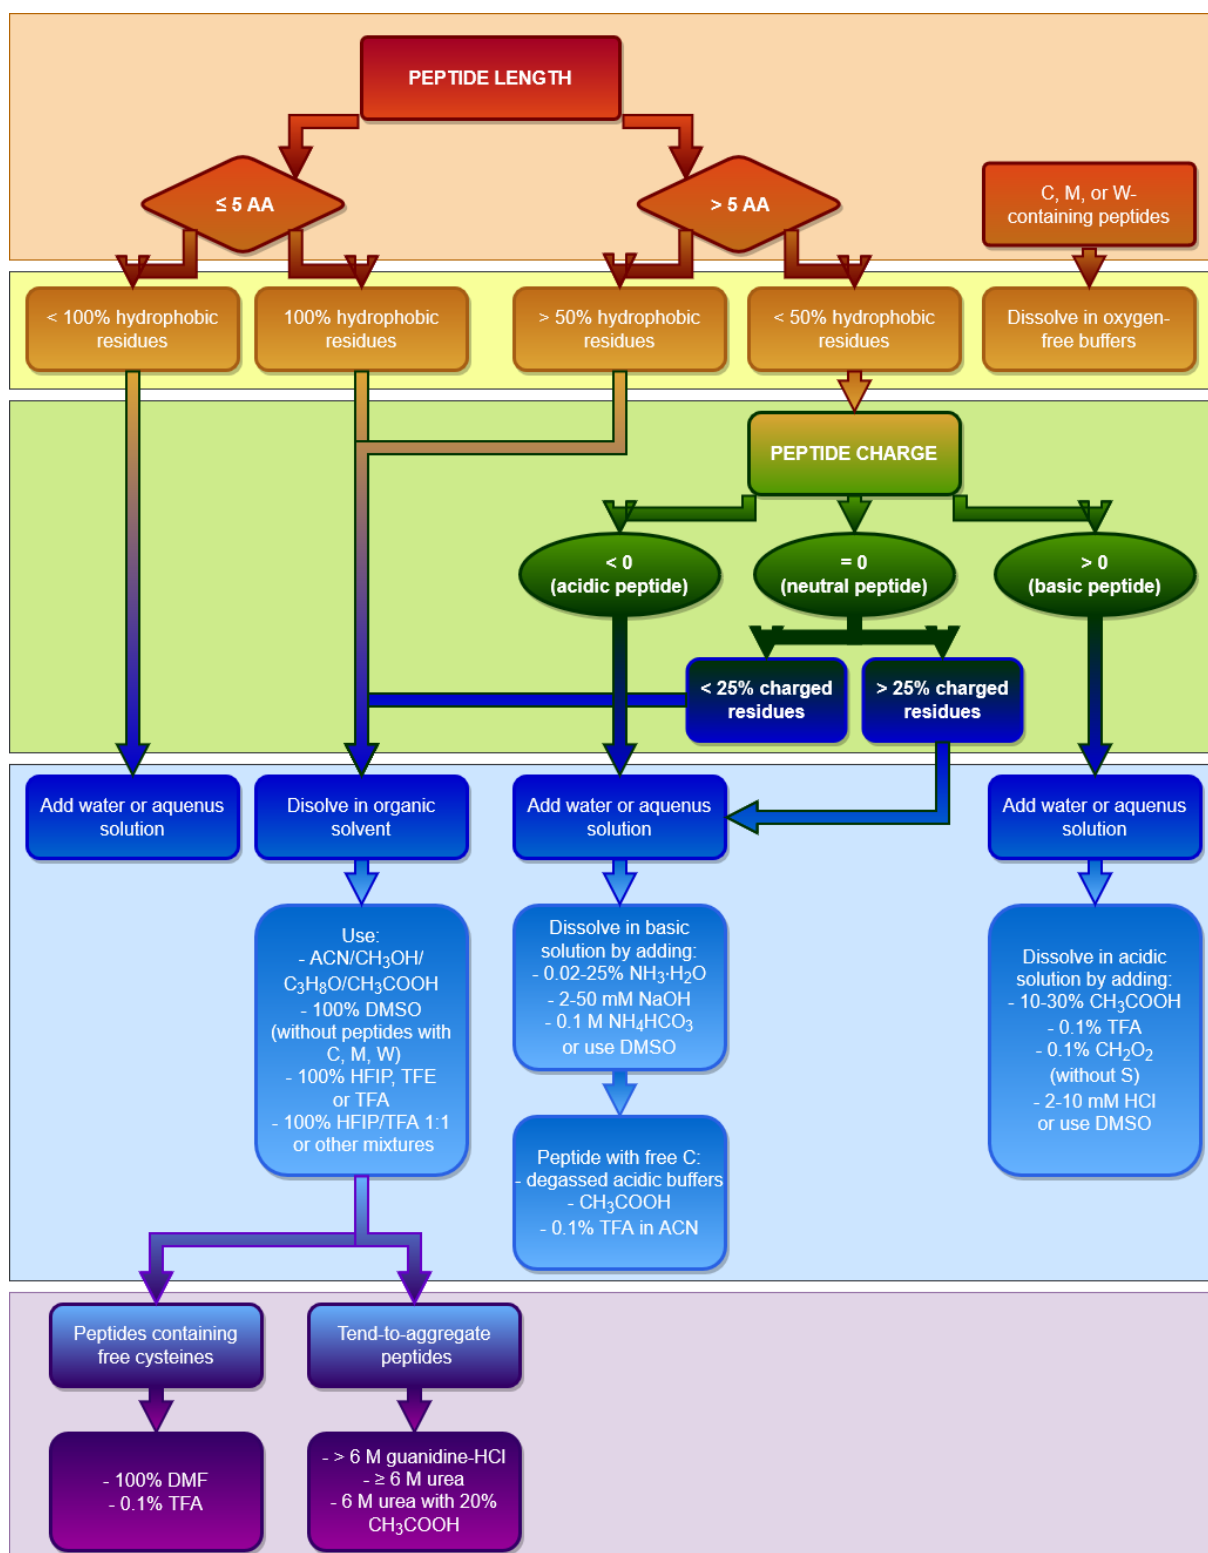 PEPTIDE LENGTH
≤ 5 AA
> 5 AA
C, M, or W-
containing peptides
< 100% hydrophobic
residues
100% hydrophobic
residues
> 50% hydrophobic
residues
< 50% hydrophobic
residues
Dissolve in oxygen-
free buffers
PEPTIDE CHARGE
< 0
(acidic peptide)
= 0
(neutral peptide)
> 0
(basic peptide)
< 25% charged
residues
> 25% charged
residues
Add water or aquenus
solution
Disolve in organic
solvent
Add water or aquenus
solution
Add water or aquenus
solution
Use:
- ACN/CH₃OH/
C₃H₈O/CH₃COOH
- 100% DMSO
(without peptides with
C, M, W)
- 100% HFIP, TFE
or TFA
- 100% HFIP/TFA 1:1
or other mixtures
Dissolve in basic
solution by adding:
- 0.02-25% NH₃·H₂O
- 2-50 mM NaOH
- 0.1 M NH₄HCO₃
or use DMSO
Dissolve in acidic
solution by adding:
- 10-30% CH₃COOH
- 0.1% TFA
- 0.1% CH₂O₂
(without S)
- 2-10 mM HCl
or use DMSO
Peptide with free C:
- degassed acidic buffers
- CH₃COOH
- 0.1% TFA in ACN
Peptides containing
free cysteines
Tend-to-aggregate
peptides
- 100% DMF
- 0.1% TFA
- > 6 M guanidine-HCl
- ≥ 6 M urea
- 6 M urea with 20%
CH₃COOH